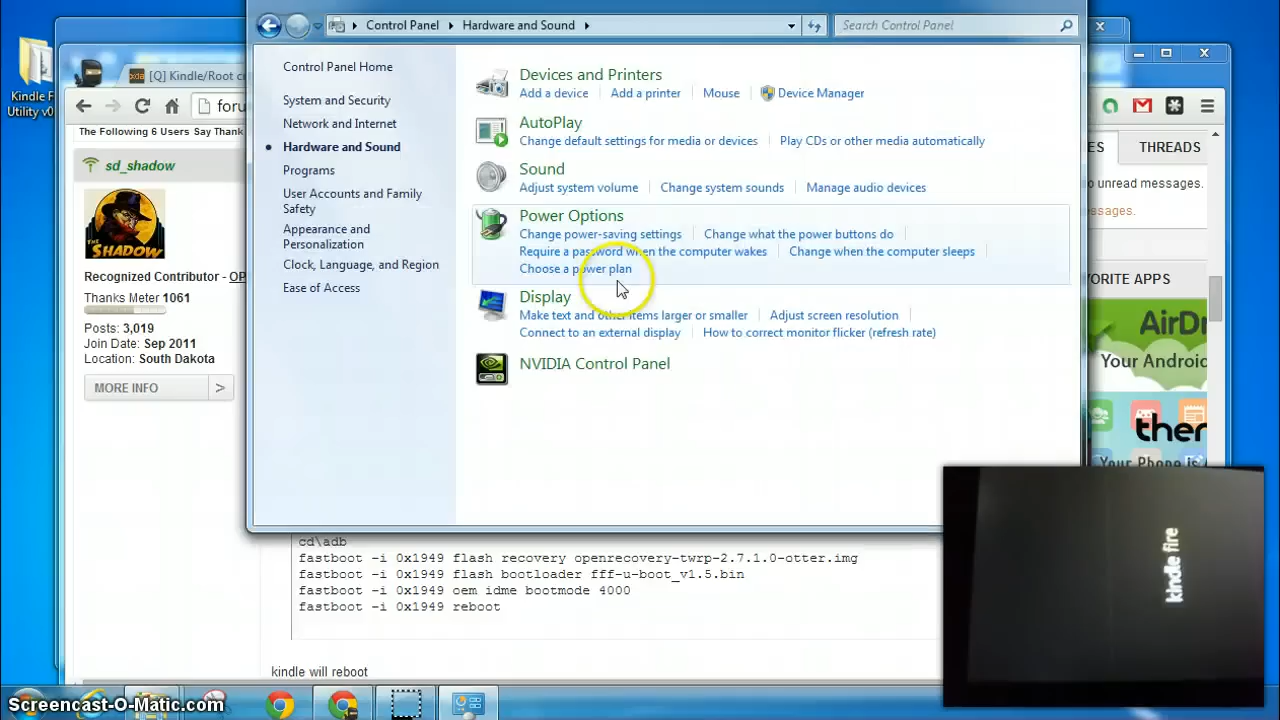 Control Panel
Hardware and Sound
Search Control Panel
Kindle F
Utility v0
[Q] Kindle/Root c
foru
The Following 6 Users Say Thank
sd_shadow
THE SHADOW
Recognized Contributor - OP
Thanks Meter 1061
Posts: 3,019
Join Date: Sep 2011
Location: South Dakota
MORE INFO >
Control Panel Home
System and Security
Network and Internet
Hardware and Sound
Programs
User Accounts and Family
Safety
Appearance and
Personalization
Clock, Language, and Region
Ease of Access
Devices and Printers
Add a device
Add a printer
Mouse
Device Manager
AutoPlay
Change default settings for media or devices
Play CDs or other media automatically
Sound
Adjust system volume
Change system sounds
Manage audio devices
Power Options
Change power-saving settings
Change what the power buttons do
Require a password when the computer wakes
Change when the computer sleeps
Choose a power plan
Display
Make text and other items larger or smaller
Adjust screen resolution
Connect to an external display
How to correct monitor flicker (refresh rate)
NVIDIA Control Panel
ES
THREADS
o unread messages.
essages.
VORITE APPS
AirDr
Your Android
ther
Your Phone is
cd\adb
fastboot -i 0x1949 flash recovery openrecovery-twrp-2.7.1.0-otter.img
fastboot -i 0x1949 flash bootloader fff-u-boot_v1.5.bin
fastboot -i 0x1949 oem idme bootmode 4000
fastboot -i 0x1949 reboot
kindle will reboot
kindle fire
Screencast-O-Matic.com